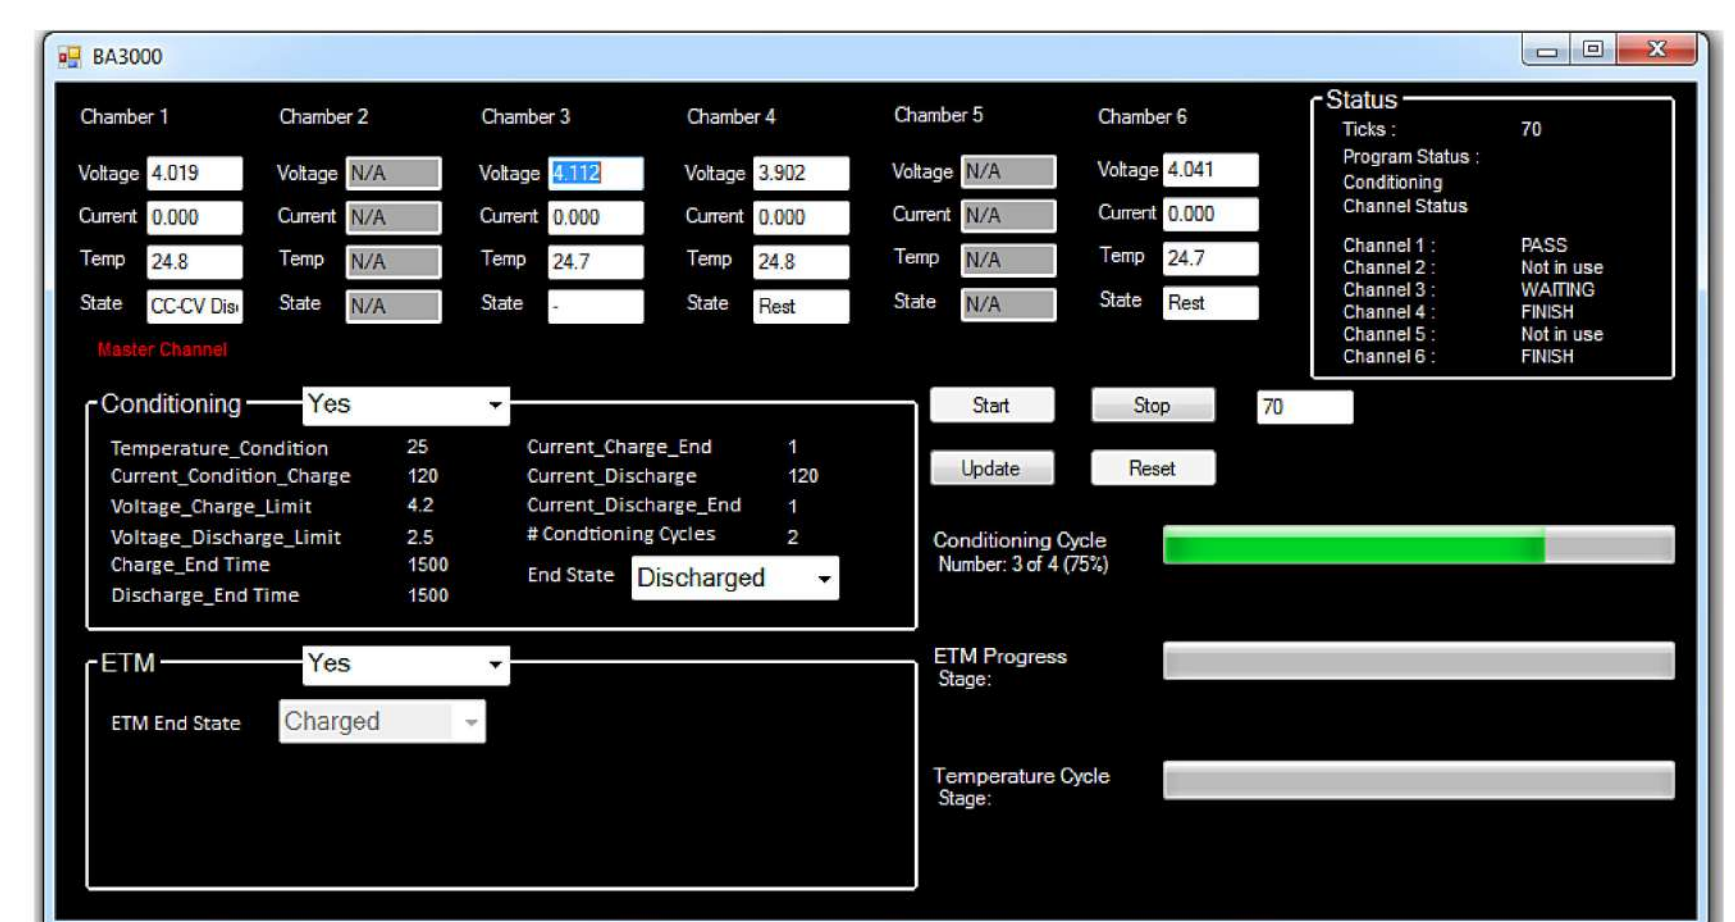 BA3000
Chamber 1 Chamber 2 Chamber 3 Chamber 4 Chamber 5 Chamber 6
Voltage 4.019 Voltage N/A Voltage 4.112 Voltage 3.902 Voltage N/A Voltage 4.041
Current 0.000 Current N/A Current 0.000 Current 0.000 Current N/A Current 0.000
Temp 24.8 Temp N/A Temp 24.7 Temp 24.8 Temp N/A Temp 24.7
State CC-CV Dis State N/A State - State Rest State N/A State Rest
Master Channel
Status
Ticks : 70
Program Status :
Conditioning
Channel Status
Channel 1 : PASS
Channel 2 : Not in use
Channel 3 : WAITING
Channel 4 : FINISH
Channel 5 : Not in use
Channel 6 : FINISH
Conditioning Yes
Temperature_Condition 25
Current_Condition_Charge 120
Voltage_Charge_Limit 4.2
Voltage_Discharge_Limit 2.5
Charge_End Time 1500
Discharge_End Time 1500
Current_Charge_End 1
Current_Discharge 120
Current_Discharge_End 1
# Condtioning Cycles 2
End State Discharged
Start Stop 70
Update Reset
Conditioning Cycle
Number: 3 of 4 (75%)
ETM Yes
ETM End State Charged
ETM Progress
Stage:
Temperature Cycle
Stage: